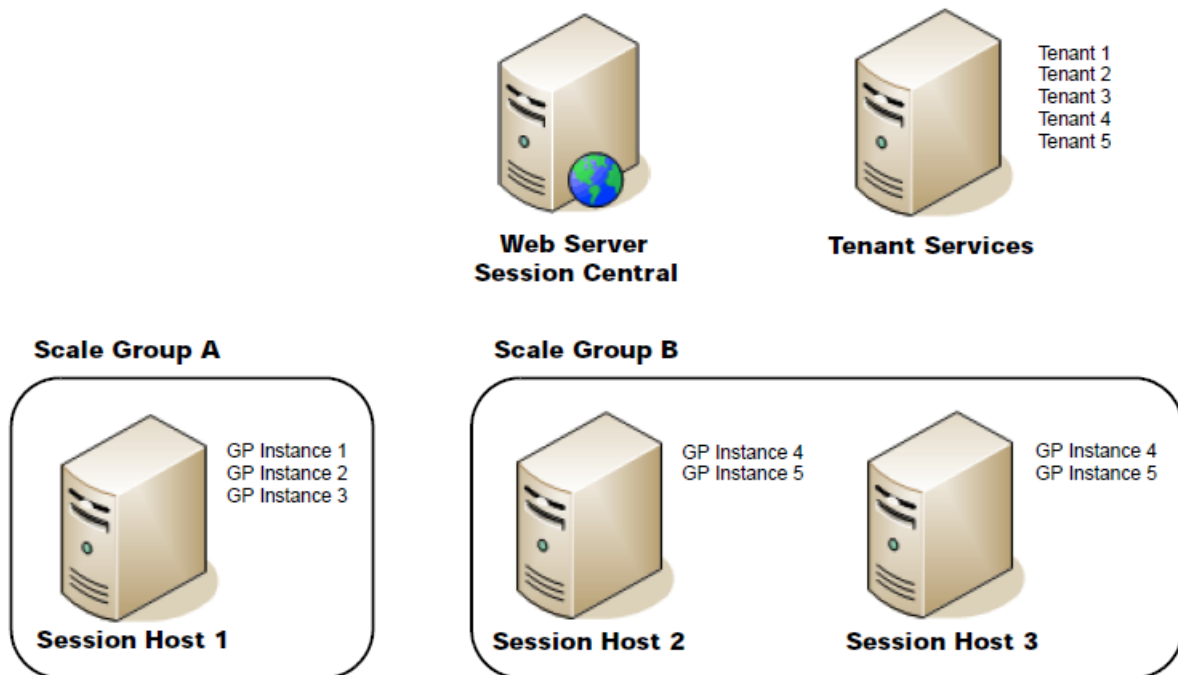 Tenant 1
Tenant 2
Tenant 3
Tenant 4
Tenant 5
Web Server
Session Central
Tenant Services
Scale Group A
GP Instance 1
GP Instance 2
GP Instance 3
Session Host 1
Scale Group B
GP Instance 4
GP Instance 5
Session Host 2
GP Instance 4
GP Instance 5
Session Host 3